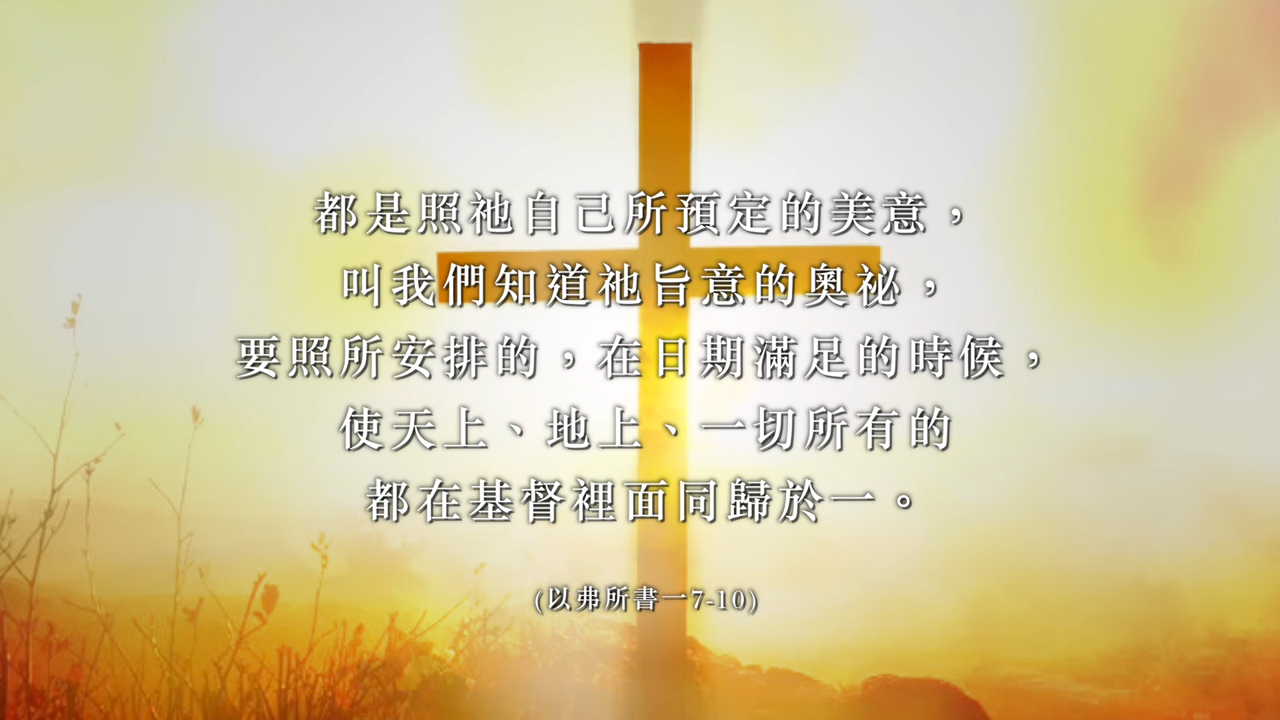 都是照祂自己所預定的美意，
叫我們知道祂旨意的奧祕，
要照所安排的，在日期滿足的時候，
使天上、地上、一切所有的
都在基督裡面同歸於一。
(以弗所書一7-10)